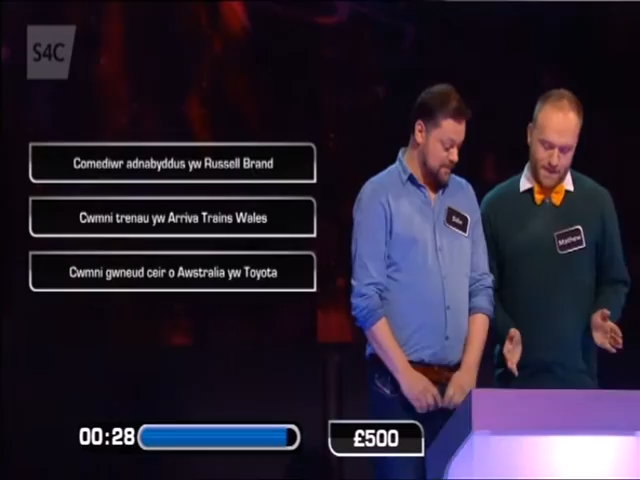 S4C
Comediwr adnabyddus yw Russell Brand
Cwmni trenau yw Arriva Trains Wales
Cwmni gwneud ceir o Awstralia yw Toyota
Matthew
00:28
£500